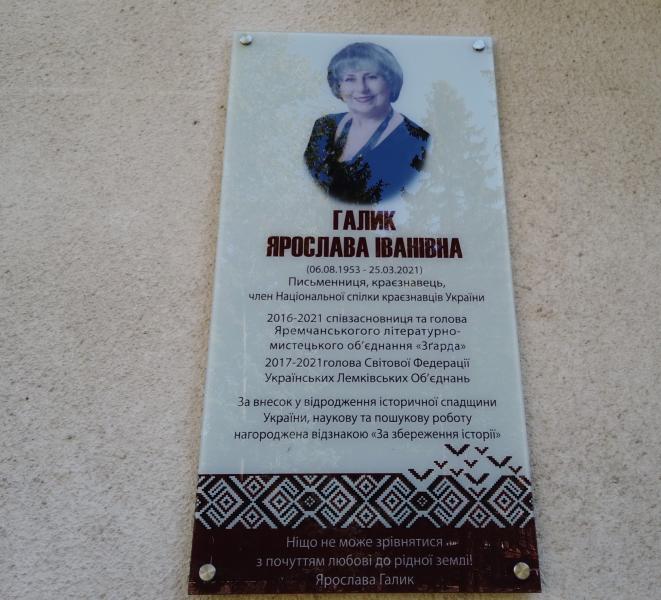 ГАЛИК
ЯРОСЛАВА ІВАНІВНА
(06.08.1953 - 25.03.2021)
Письменниця, краєзнавець,
член Національної спілки краєзнавців України
2016-2021 співзасновниця та голова
Яремчанськогого літературно-
мистецького об’єднання «Зґарда»
2017-2021голова Світової Федерації
Українських Лемківських Об’єднань
За внесок у відродження історичної спадщини
України, наукову та пошукову роботу
нагороджена відзнакою «За збереження історії»
Ніщо не може зрівнятися
з почуттям любові до рідної землі!
Ярослава Галик